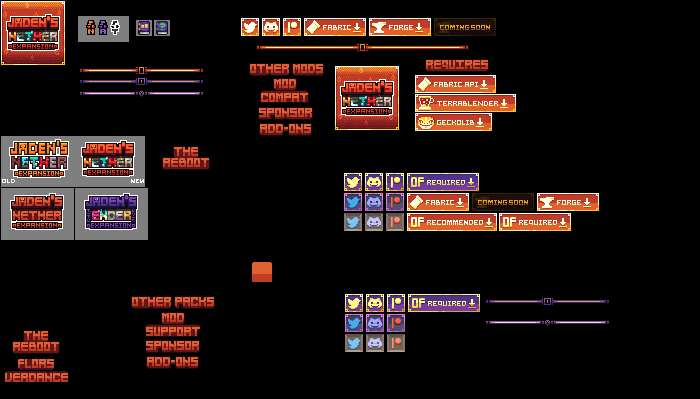 JADEN'S
NETHER
EXPANSION
N A
FABRIC
FORGE
COMING SOON
OTHER MODS
MOD
COMPAT
SPONSOR
ADD-ONS
JADEN'S
NETHER
EXPANSION
REQUIRES
FABRIC API
TERRABLENDER
GECKOLIB
JADEN'S
NETHER
EXPANSION
OLD
JADEN'S
NETHER
EXPANSION
NEW
THE
REBOOT
JADEN'S
NETHER
EXPANSION
JADEN'S
ENDER
EXPANSION
OF REQUIRED
FABRIC
COMING SOON
FORGE
OF RECOMMENDED
OF REQUIRED
OTHER PACKS
MOD
SUPPORT
SPONSOR
ADD-ONS
OF REQUIRED
THE
REBOOT
FLORS
VERDANCE